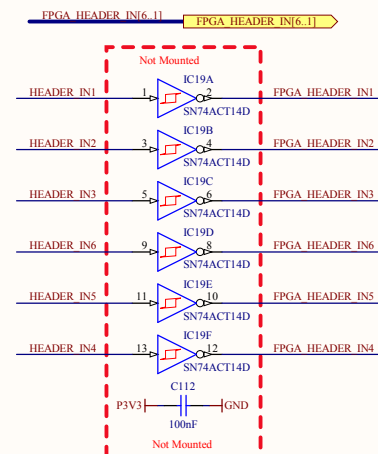 FPGA_HEADER_IN[6..1]
FPGA_HEADER_IN[6..1]
Not Mounted
IC19A
HEADER_IN1 1 2 FPGA_HEADER_IN1
SN74ACT14D
IC19B
HEADER_IN2 3 4 FPGA_HEADER_IN2
SN74ACT14D
IC19C
HEADER_IN3 5 6 FPGA_HEADER_IN3
SN74ACT14D
IC19D
HEADER_IN6 9 8 FPGA_HEADER_IN6
SN74ACT14D
IC19E
HEADER_IN5 11 10 FPGA_HEADER_IN5
SN74ACT14D
IC19F
HEADER_IN4 13 12 FPGA_HEADER_IN4
SN74ACT14D
C112
P3V3 GND
100nF
Not Mounted